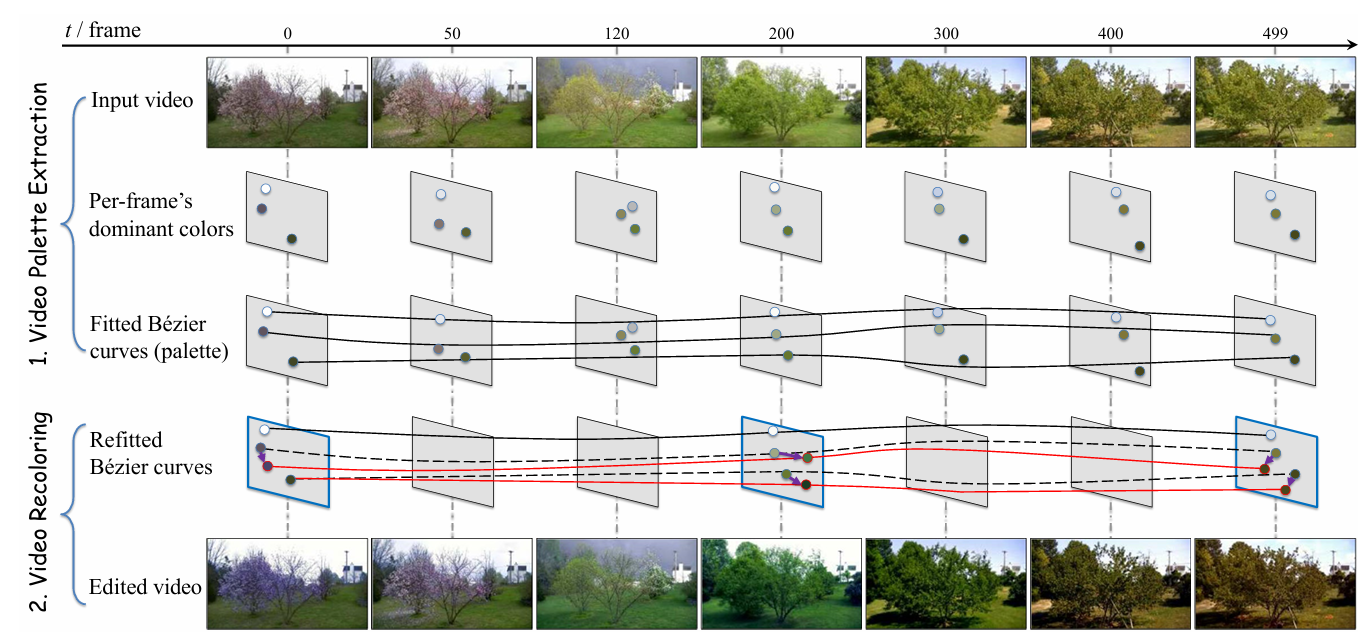 t / frame
0 50 120 200 300 400 499
1. Video Palette Extraction
Input video
Per-frame's
dominant colors
Fitted Bézier
curves (palette)
2. Video Recoloring
Refitted
Bézier curves
Edited video